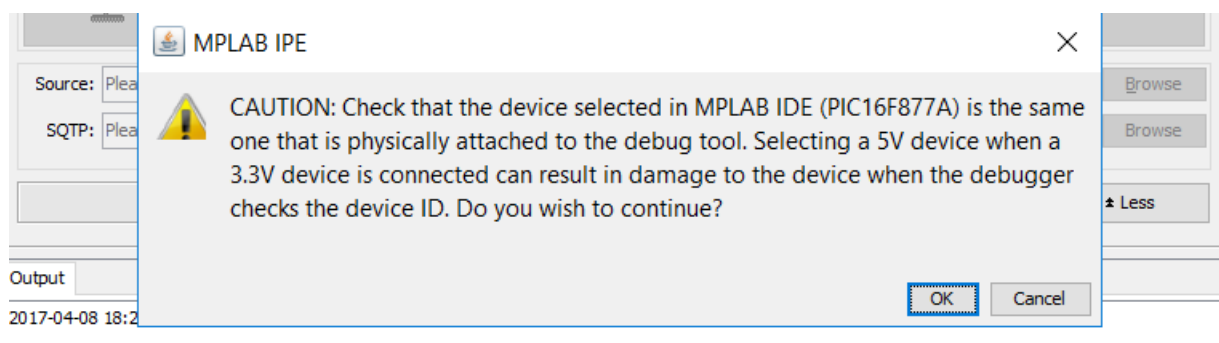 MPLAB IPE
Source: Plea
Browse
CAUTION: Check that the device selected in MPLAB IDE (PIC16F877A) is the same
one that is physically attached to the debug tool. Selecting a 5V device when a
3.3V device is connected can result in damage to the device when the debugger
checks the device ID. Do you wish to continue?
SQTP: Plea
Browse
Less
OK Cancel
Output
2017-04-08 18:2